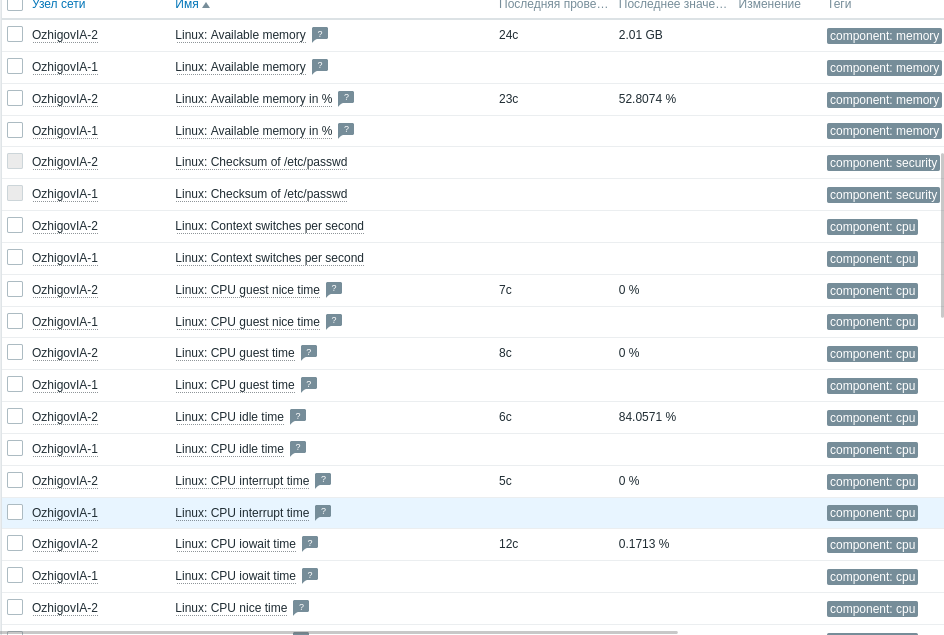 Узел сети Имя Последняя прове... Последнее значе... Изменение Теги
OzhigovIA-2 Linux: Available memory ? 24с 2.01 GB component: memory
OzhigovIA-1 Linux: Available memory ? component: memory
OzhigovIA-2 Linux: Available memory in % ? 23с 52.8074 % component: memory
OzhigovIA-1 Linux: Available memory in % ? component: memory
OzhigovIA-2 Linux: Checksum of /etc/passwd component: security
OzhigovIA-1 Linux: Checksum of /etc/passwd component: security
OzhigovIA-2 Linux: Context switches per second component: cpu
OzhigovIA-1 Linux: Context switches per second component: cpu
OzhigovIA-2 Linux: CPU guest nice time ? 7с 0 % component: cpu
OzhigovIA-1 Linux: CPU guest nice time ? component: cpu
OzhigovIA-2 Linux: CPU guest time ? 8с 0 % component: cpu
OzhigovIA-1 Linux: CPU guest time ? component: cpu
OzhigovIA-2 Linux: CPU idle time ? 6с 84.0571 % component: cpu
OzhigovIA-1 Linux: CPU idle time ? component: cpu
OzhigovIA-2 Linux: CPU interrupt time ? 5с 0 % component: cpu
OzhigovIA-1 Linux: CPU interrupt time ? component: cpu
OzhigovIA-2 Linux: CPU iowait time ? 12с 0.1713 % component: cpu
OzhigovIA-1 Linux: CPU iowait time ? component: cpu
OzhigovIA-2 Linux: CPU nice time ? component: cpu